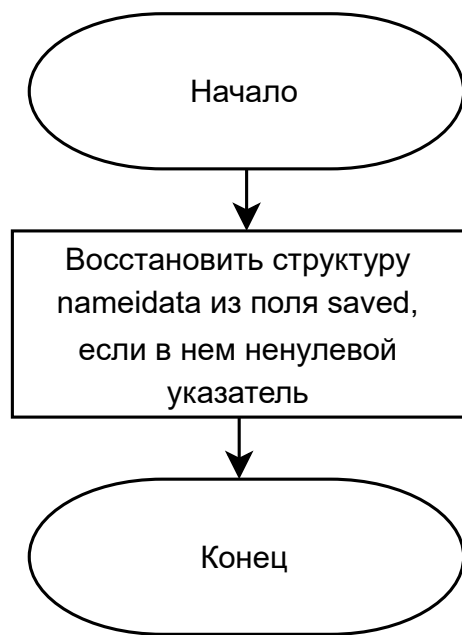 Начало
Восстановить структуру
nameidata из поля saved,
если в нем ненулевой
указатель
Конец